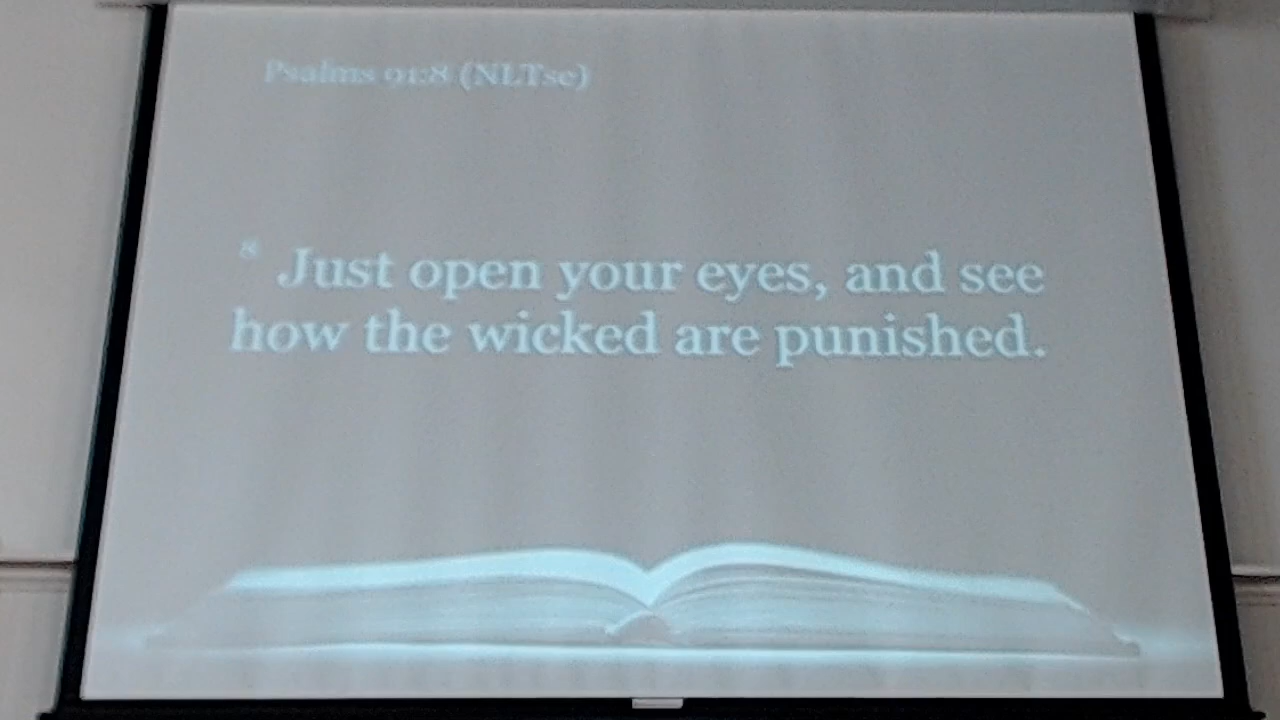 Psalms 91:8 (NLTse)
8 Just open your eyes, and see
how the wicked are punished.